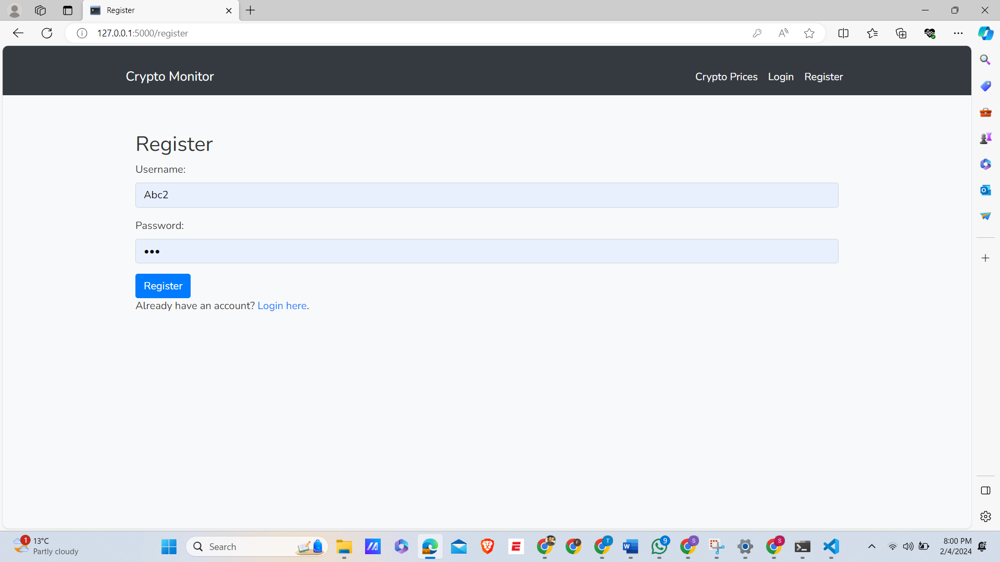 Register
127.0.0.1:5000/register
Crypto Monitor
Crypto Prices Login Register
Register
Username:
Abc2
Password:
•••
Register
Already have an account? Login here.
1
13°C
Partly cloudy
Search
F
T
9
S
S
8:00 PM
2/4/2024